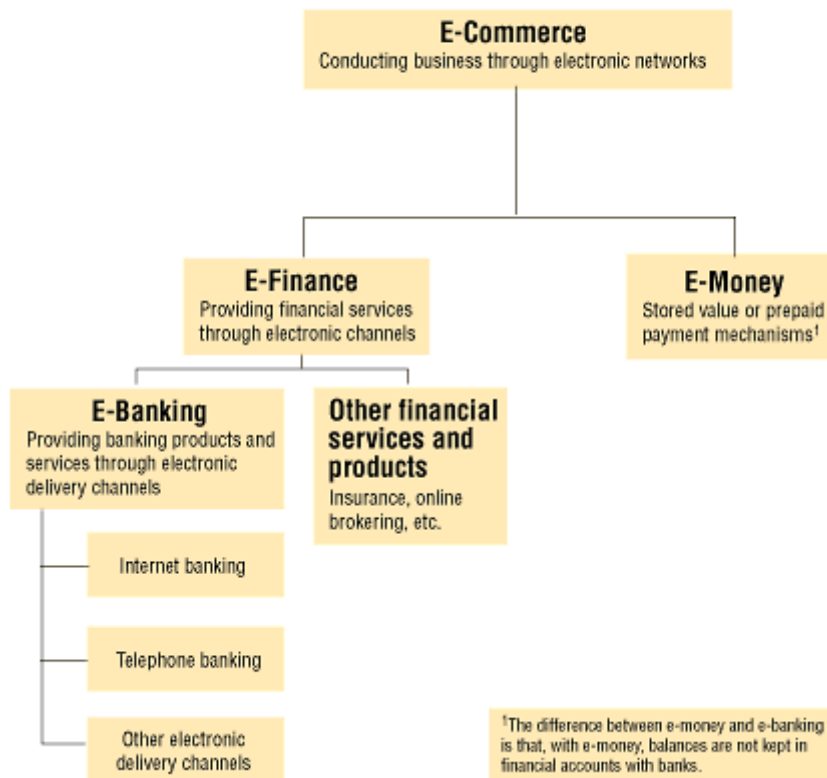 E-Commerce
Conducting business through electronic networks
E-Finance
Providing financial services
through electronic channels
E-Money
Stored value or prepaid
payment mechanisms¹
E-Banking
Providing banking products and
services through electronic
delivery channels
Other financial
services and
products
Insurance, online
brokering, etc.
Internet banking
Telephone banking
Other electronic
delivery channels
¹The difference between e-money and e-banking
is that, with e-money, balances are not kept in
financial accounts with banks.